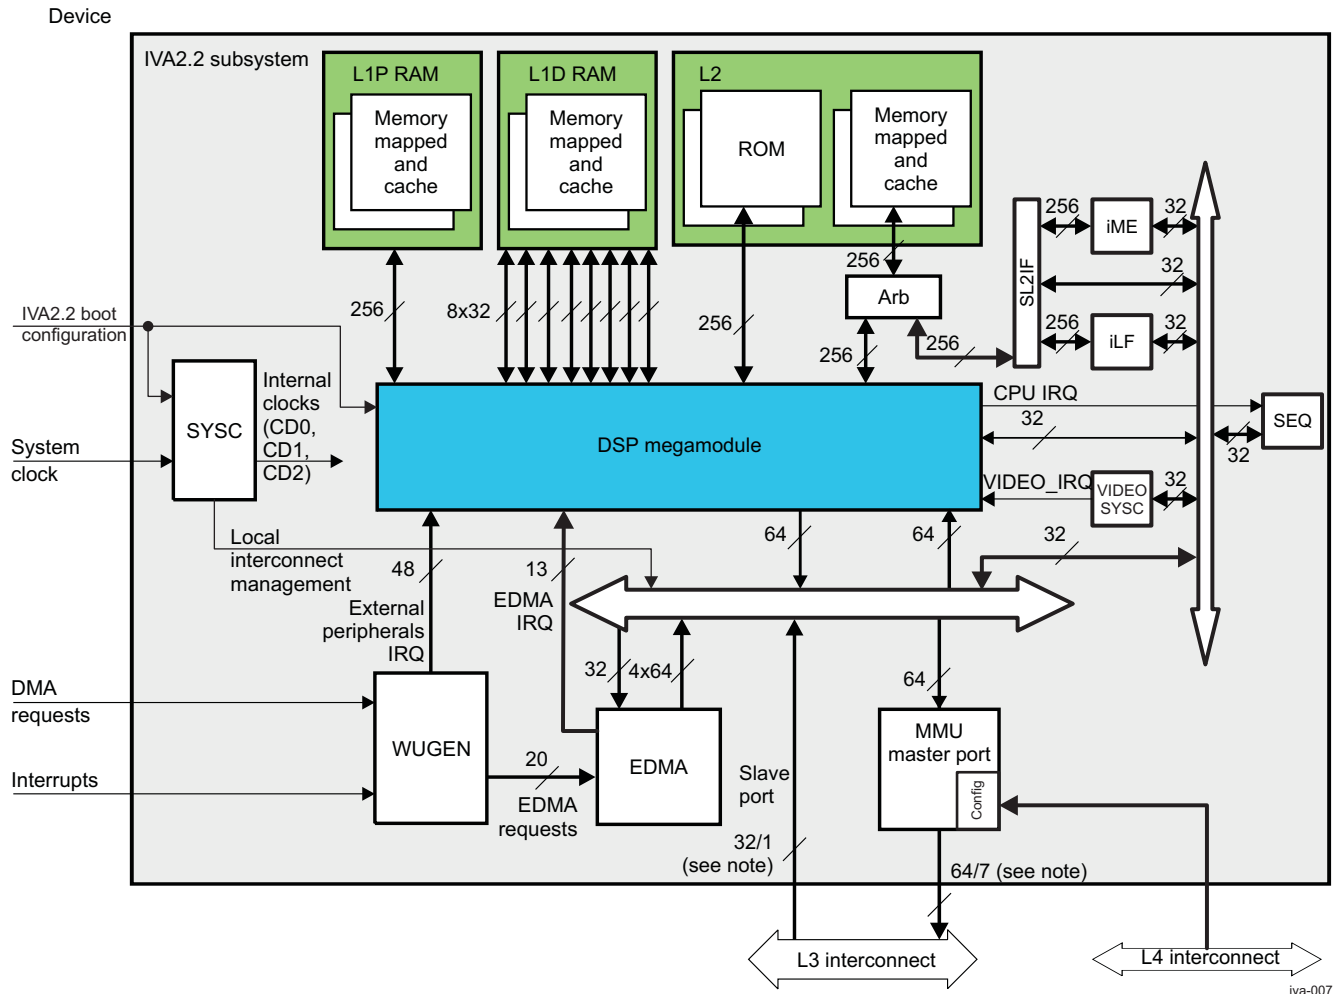 Device
IVA2.2 subsystem
L1P RAM
Memory
mapped
and
cache
L1D RAM
Memory
mapped
and
cache
L2
ROM
Memory
mapped
and
cache
256
8x32
256
256
Arb
256
256
SL2IF
256
iME
32
32
256
iLF
32
IVA2.2 boot
configuration
SYSC
Internal
clocks
(CD0,
CD1,
CD2)
System
clock
DSP megamodule
CPU IRQ
32
SEQ
32
VIDEO_IRQ
VIDEO
SYSC
32
Local
interconnect
management
48
13
64
64
32
External
peripherals
IRQ
EDMA
IRQ
32
4x64
64
DMA
requests
Interrupts
WUGEN
20
EDMA
requests
EDMA
Slave
port
MMU
master port
Config
32/1
(see note)
64/7 (see note)
L3 interconnect
L4 interconnect
iva-007